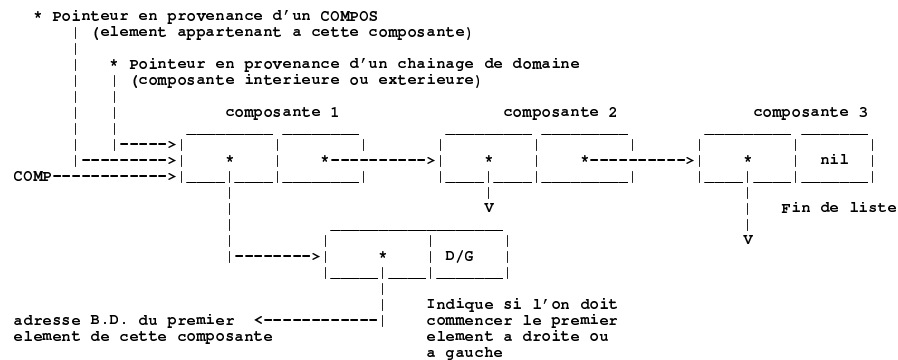 * Pointeur en provenance d'un COMPOS
(element appartenant a cette composante)
* Pointeur en provenance d'un chainage de domaine
(composante interieure ou exterieure)
composante 1 composante 2 composante 3
* *---------->| * *---------->| * nil
COMP------------>|
V Fin de liste
V
* D/G
Indique si l'on doit
adresse B.D. du premier <------------| commencer le premier
element de cette composante element a droite ou
a gauche